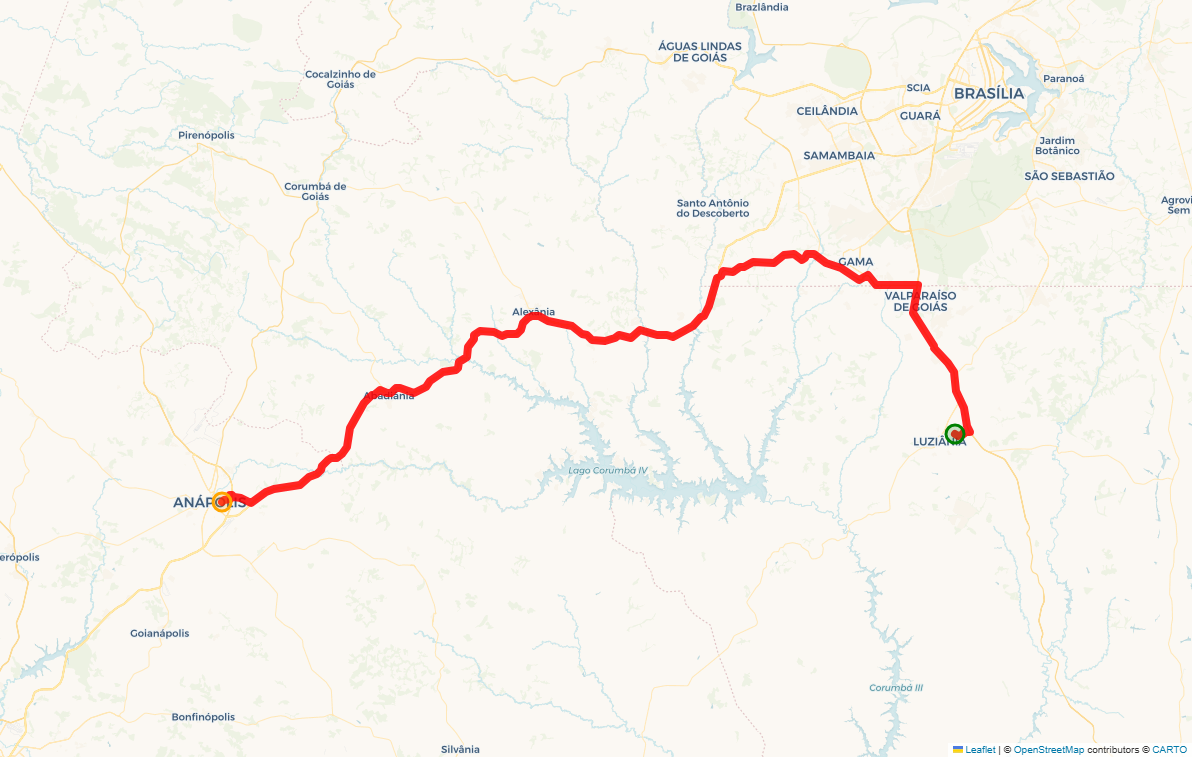 Brazlândia
ÁGUAS LINDAS
DE GOIÁS
Cocalzinho de
Goiás
Paranoá
SCIA
BRASÍLIA
CEILÂNDIA
GUARÁ
Pirenópolis
Jardim
Botânico
SAMAMBAIA
SÃO SEBASTIÃO
Corumbá de
Goiás
Santo Antônio
do Descoberto
Agrovi
Sem
GAMA
VALPARAÍSO
DE GOIÁS
Alexânia
Abadiânia
LUZIÂNIA
Lago Corumbá IV
ANÁPOLIS
erópolis
Goianápolis
Corumbá III
Bonfinópolis
Silvânia
Leaflet | © OpenStreetMap contributors © CARTO